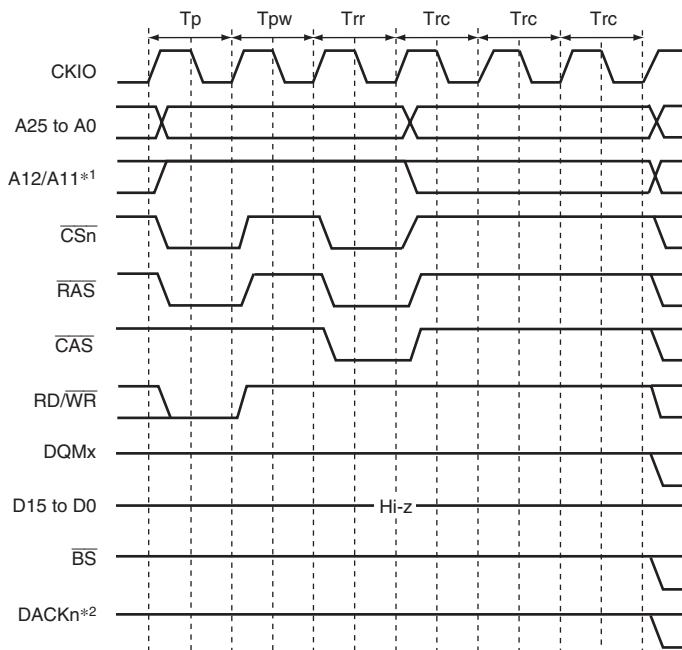 Tp Tpw Trr Trc Trc Trc
CKIO
A25 to A0
A12/A11*1
CSn
RAS
CAS
RD/WR
DQMx
D15 to D0 Hi-z
BS
DACKn*2